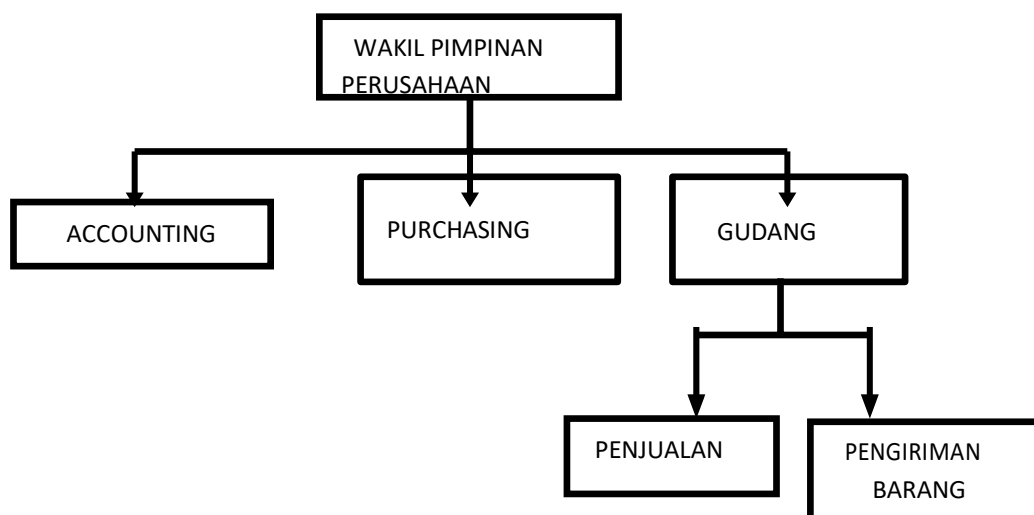 WAKIL PIMPINAN
PERUSAHAAN
ACCOUNTING
PURCHASING
GUDANG
PENJUALAN
PENGIRIMAN
BARANG